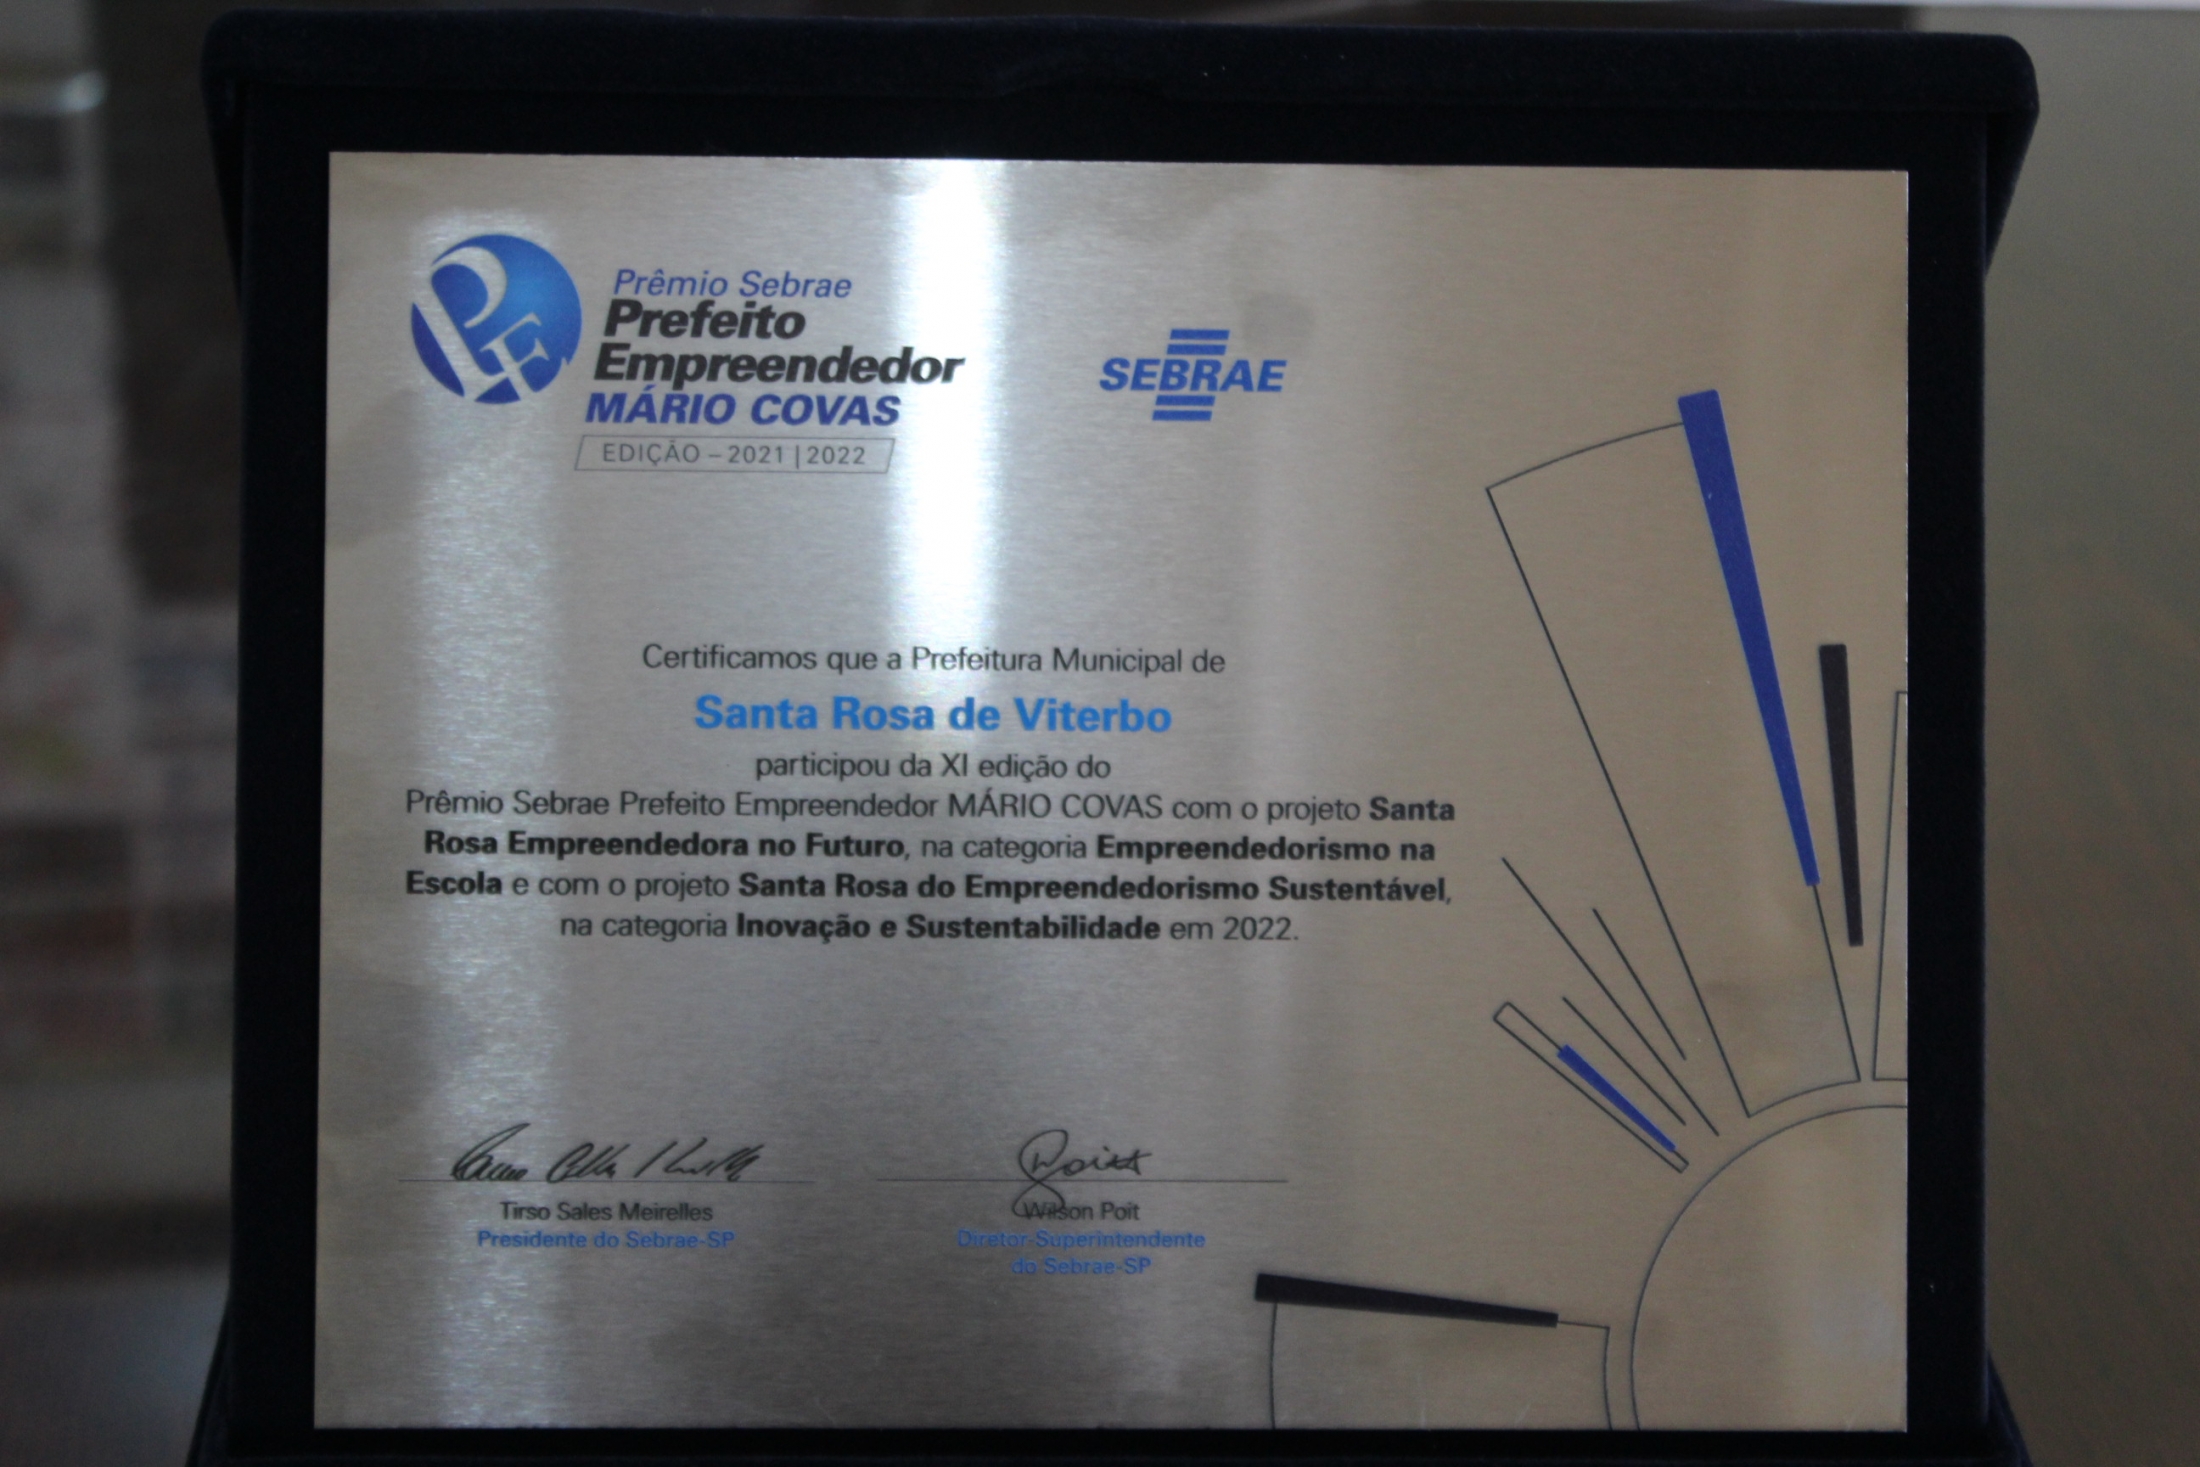 Prêmio Sebrae
Prefeito
Empreendedor
MÁRIO COVAS
EDIÇÃO – 2021 | 2022
PE
SEBRAE
Certificamos que a Prefeitura Municipal de
Santa Rosa de Viterbo
participou da XI edição do
Prêmio Sebrae Prefeito Empreendedor MÁRIO COVAS com o projeto Santa
Rosa Empreendedora no Futuro, na categoria Empreendedorismo na
Escola e com o projeto Santa Rosa do Empreendedorismo Sustentável,
na categoria Inovação e Sustentabilidade em 2022.
Tirso Sales Meirelles
Presidente do Sebrae-SP
Wilson Poit
Diretor-Superintendente
do Sebrae-SP